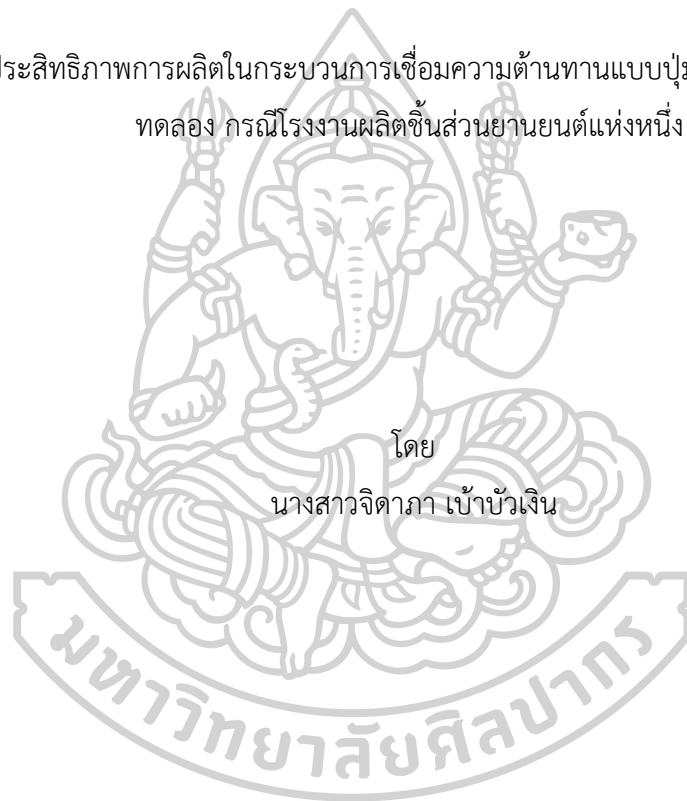 ประสิทธิภาพการผลิตในกระบวนการเชื่อมความต้านทานแบบปุ่ม
ทดลอง กรณีโรงงานผลิตชิ้นส่วนยานยนต์แห่งหนึ่ง
โดย
นางสาวจิดาภา เบ้าบัวเงิน
มหาวิทยาลัยศิลปากร